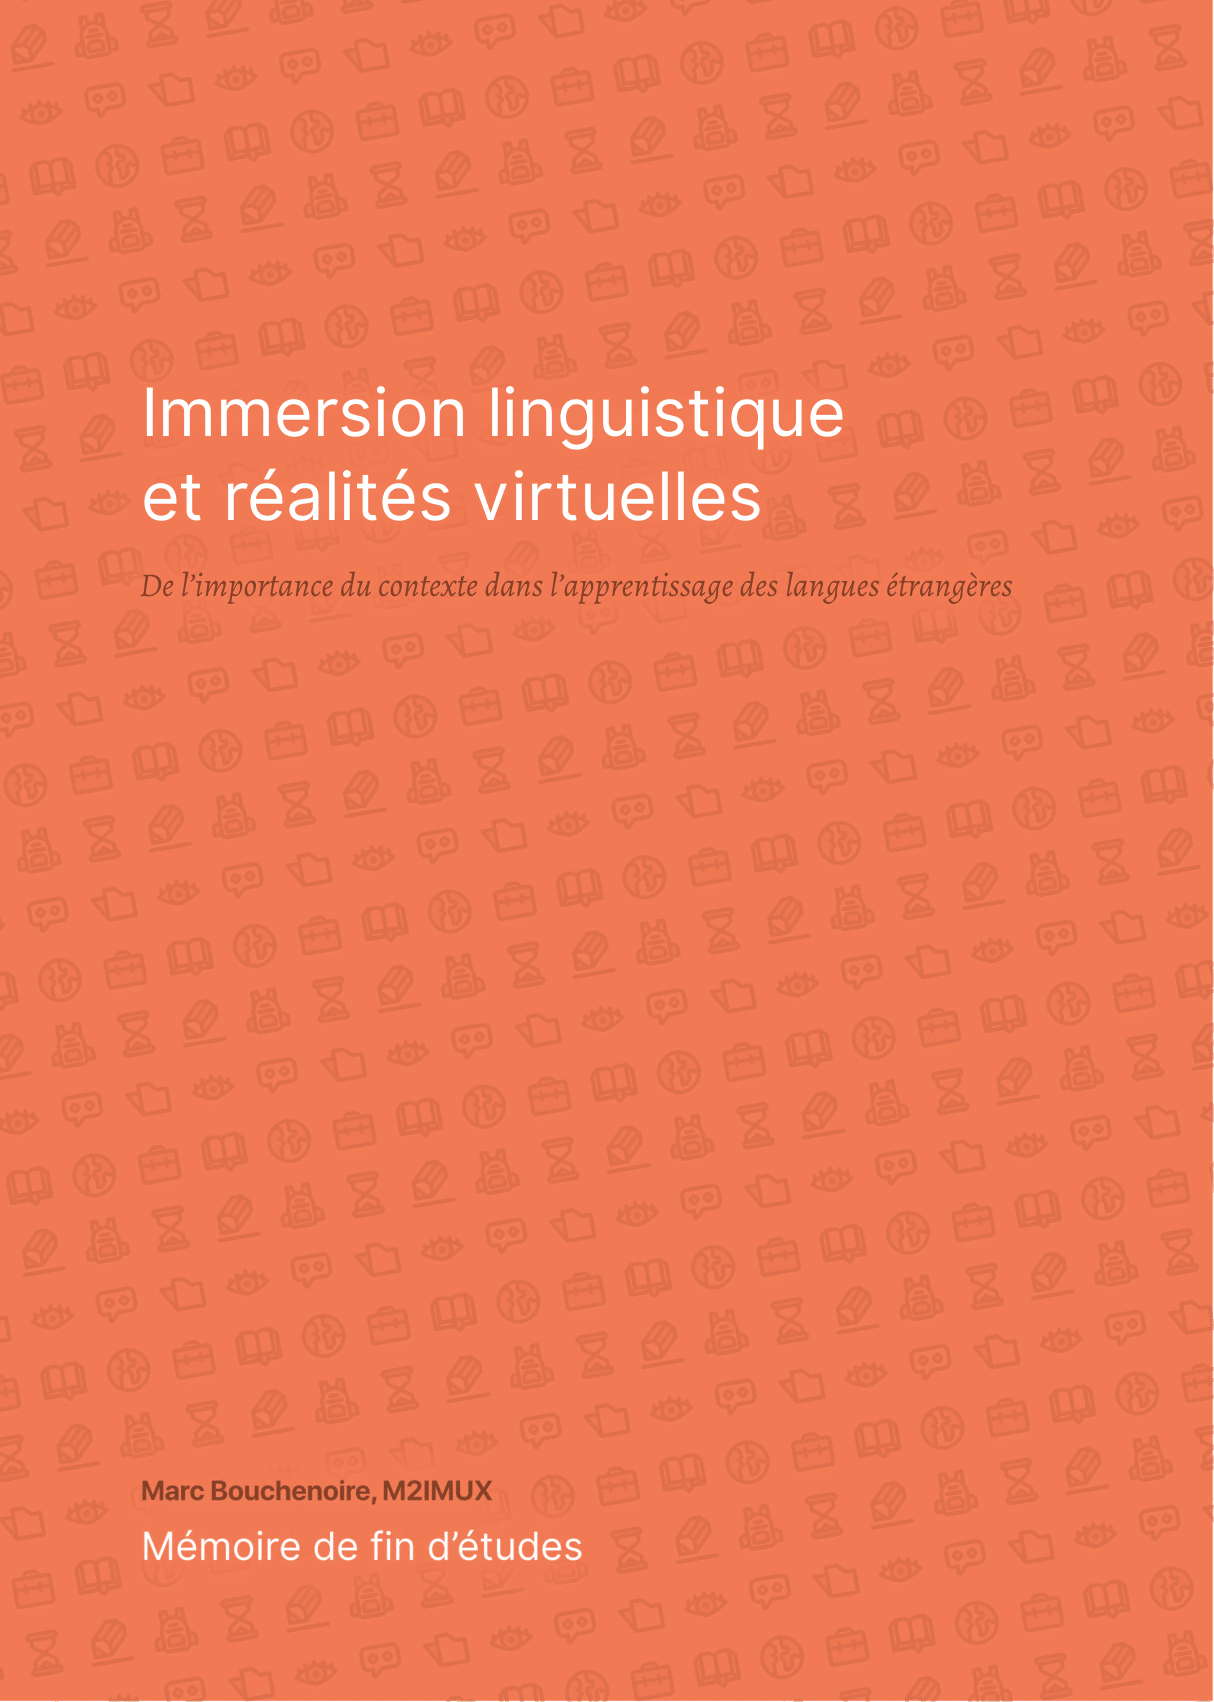 Immersion linguistique
et réalités virtuelles
De l’importance du contexte dans l’apprentissage des langues étrangères
Marc Bouchenoire, M2IMUX
Mémoire de fin d’études